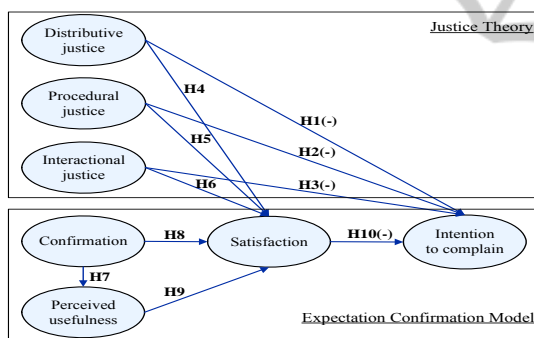 Justice Theory
Distributive
justice
H4
H1(-)
Procedural
justice
H5
H2(-)
Interactional
justice
H6
H3(-)
Confirmation
H8
Satisfaction
H10(-)
Intention
to complain
H7
H9
Perceived
usefulness
Expectation Confirmation Model